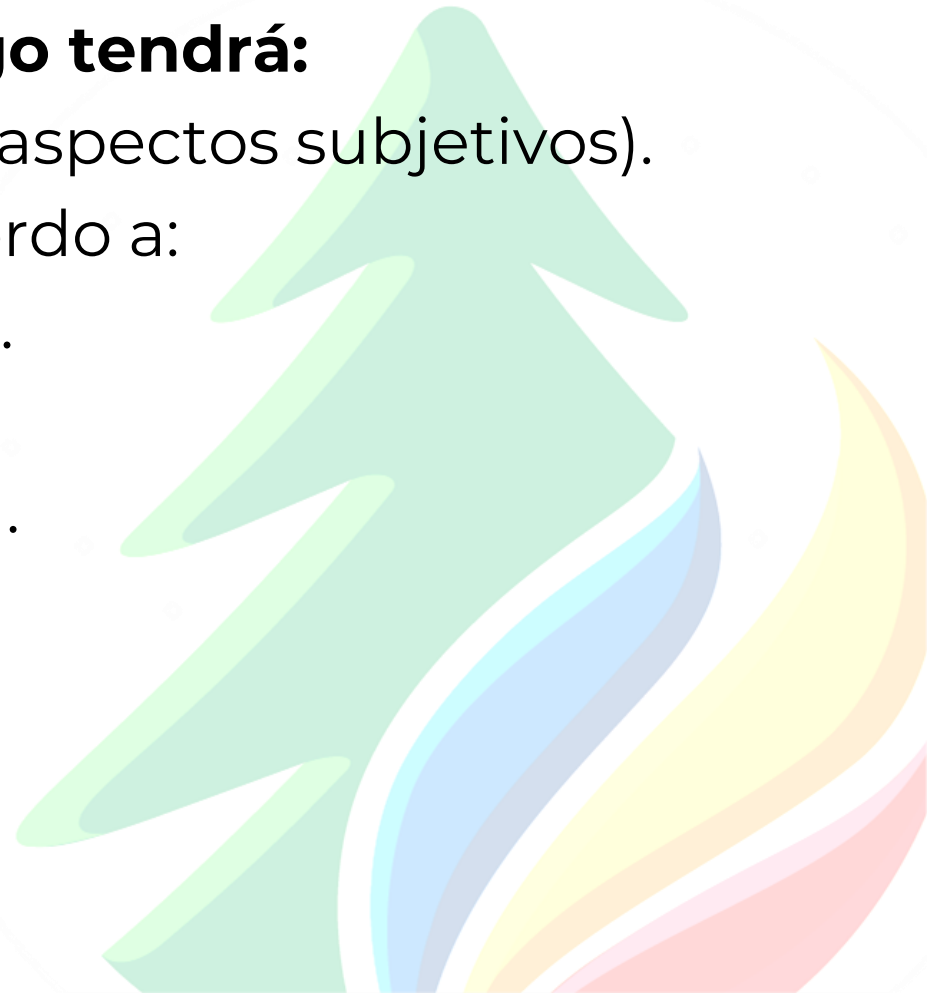 go tendrá:
aspectos subjetivos).
rdo a:
.
.